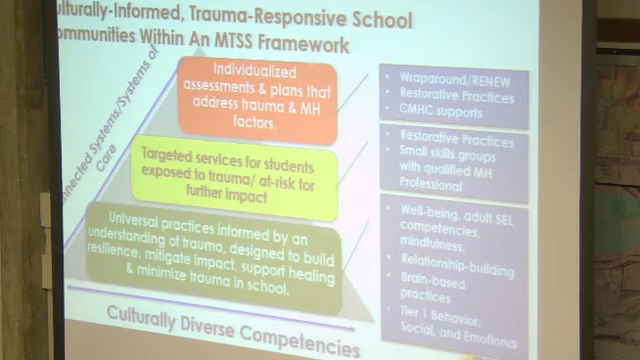 ulturally-Informed, Trauma-Responsive School
ommunities Within An MTSS Framework
nnected Systems/Systems of
Care
Individualized
assessments & plans that
address trauma & MH
factors.
• Wraparound/RENEW
• Restorative Practices
• CMHC supports
Targeted services for students
exposed to trauma/ at-risk for
further impact
• Restorative Practices
• Small skills groups
with qualified MH
Professional
Universal practices informed by an
understanding of trauma, designed to build
resilience, mitigate impact, support healing
& minimize trauma in school.
• Well-being, adult SEL
competencies,
mindfulness,
• Relationship-building
• Brain-based
practices
• Tier 1 Behavior,
Social, and Emotional
Culturally Diverse Competencies